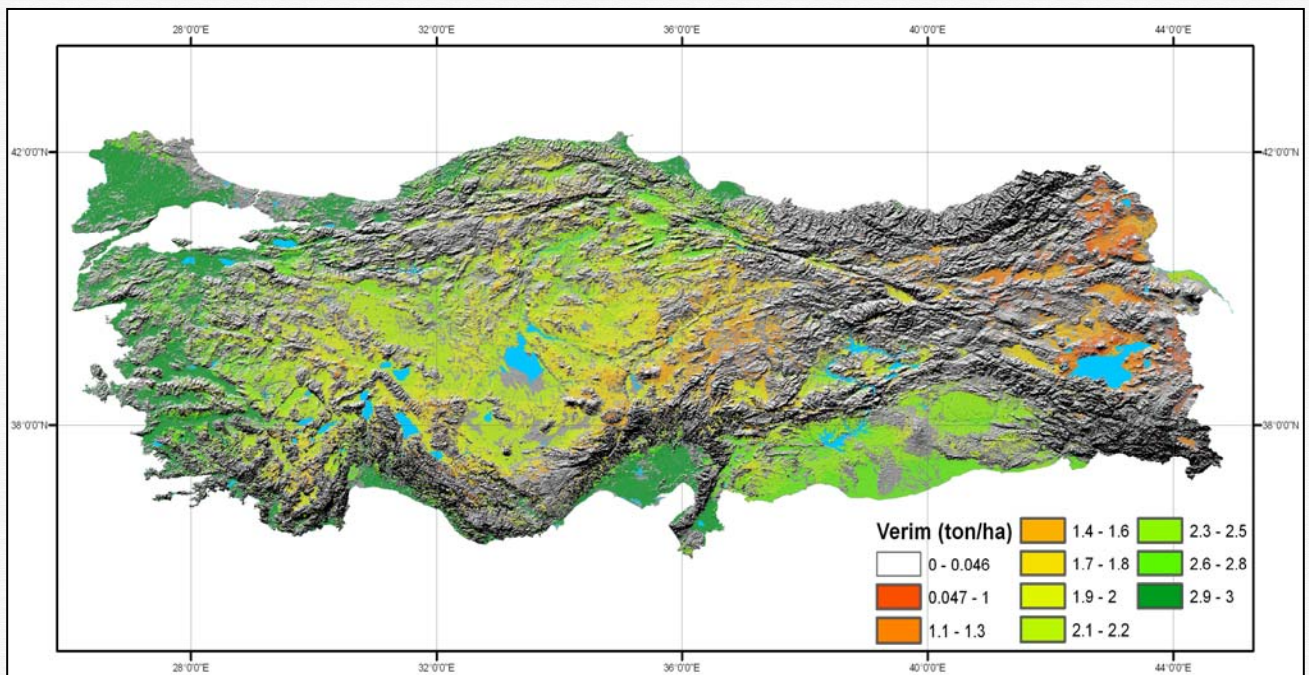 28°0'0"E 32°0'0"E 36°0'0"E 40°0'0"E 44°0'0"E
42°0'0"N 42°0'0"N
38°0'0"N 38°0'0"N
Verim (ton/ha)
0 - 0.046
0.047 - 1
1.1 - 1.3
1.4 - 1.6
1.7 - 1.8
1.9 - 2
2.1 - 2.2
2.3 - 2.5
2.6 - 2.8
2.9 - 3
28°0'0"E 32°0'0"E 36°0'0"E 40°0'0"E 44°0'0"E